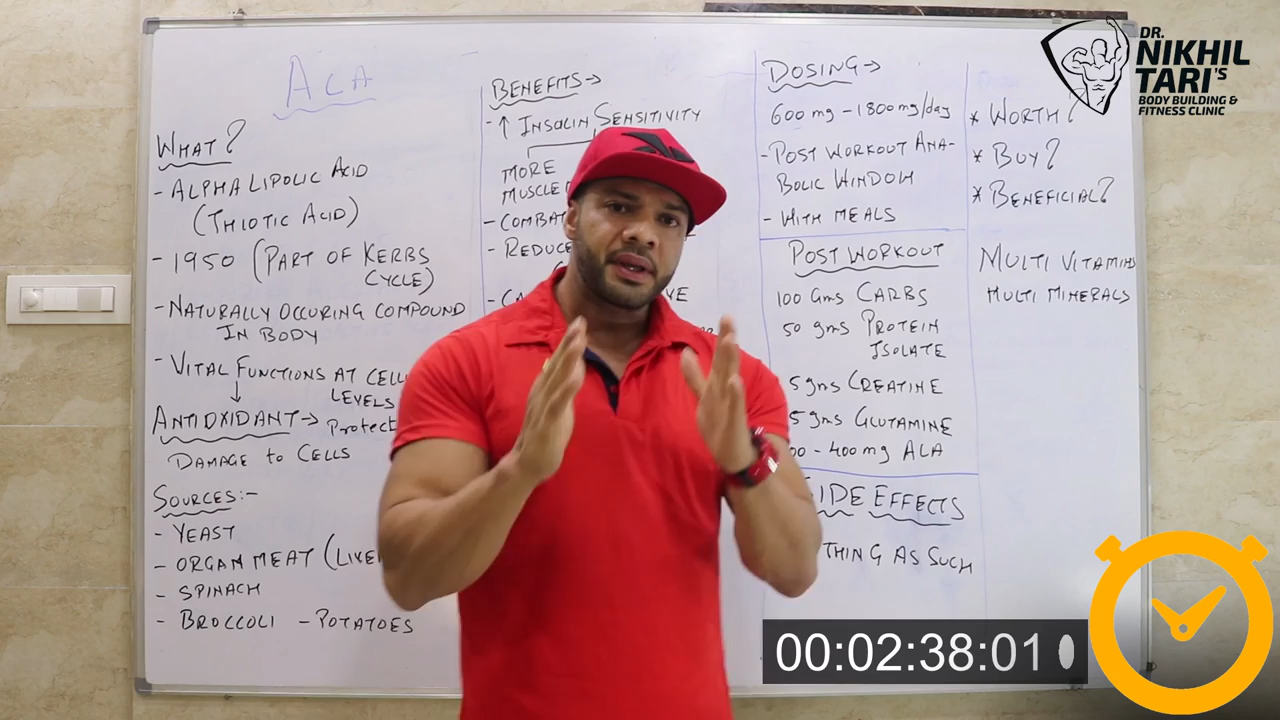 ALA
WHAT?
- ALPHA LIPOLIC ACID
(THIOTIC ACID)
- 1950 (PART OF KERBS
CYCLE)
- NATURALLY OCCURING COMPOUND
IN BODY
- VITAL FUNCTIONS AT CELL
LEVELS
ANTIOXIDANT → Protect
DAMAGE to CELLS
SOURCES:-
- YEAST
- ORGAN MEAT (LIVE
- SPINACH
- BROCCOLI - POTATOES
BENEFITS →
- ↑ INSOLIN SENSITIVITY
MORE
MUSCLE
- COMBAT
- REDUCE
DOSING →
600 mg - 1800 mg/day
- POST WORKOUT ANA-
BOLIC WINDOW
- WITH MEALS
POST WORKOUT
100 Gms CARBS
50 gms PROTEIN
ISOLATE
5 gms CREATINE
5 gms GLUTAMINE
00 - 400 mg ALA
SIDE EFFECTS
THING AS SUCH
* WORTH?
* BUY?
* BENEFICIAL?
MULTI VITAMINS
MULTI MINERALS
DR.
NIKHIL
TARI'S
BODY BUILDING &
FITNESS CLINIC
00:02:38:01